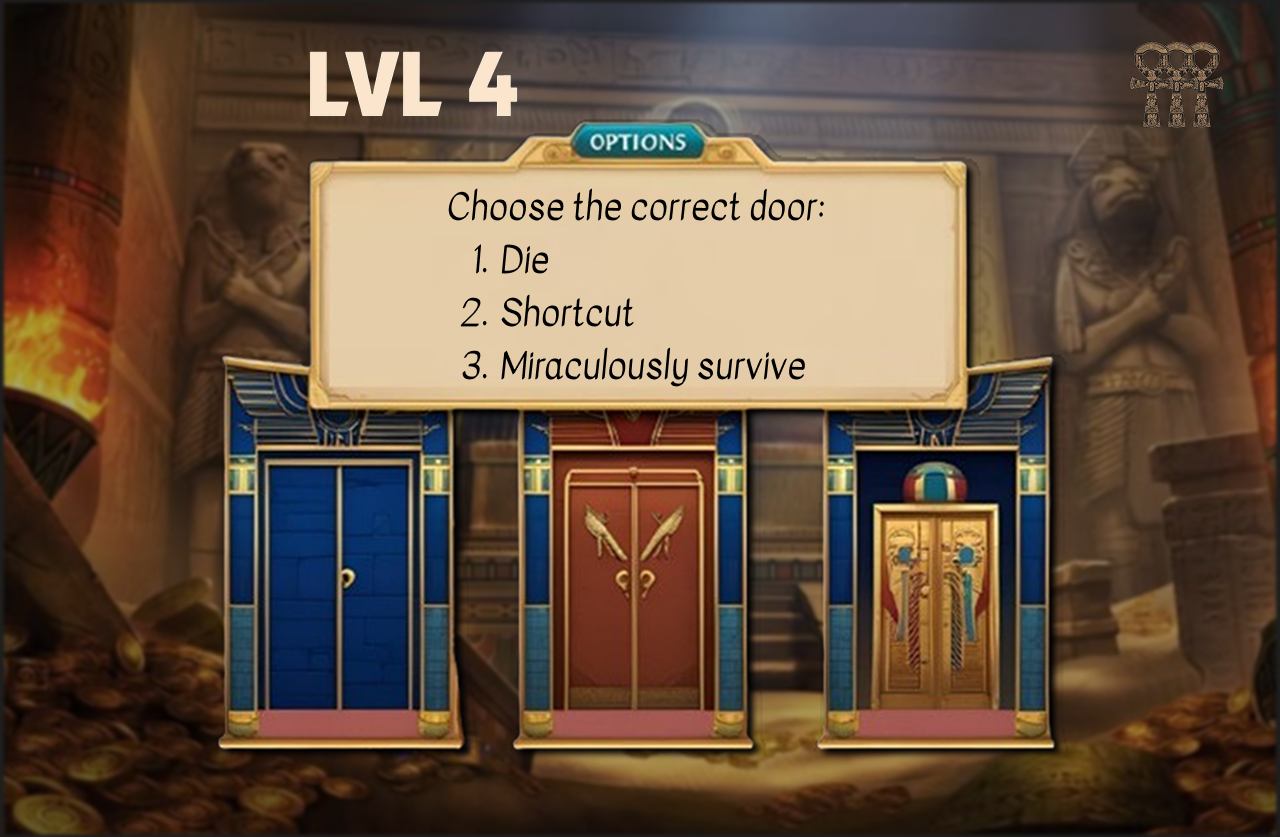 LVL 4
OPTIONS
Choose the correct door:
1. Die
2. Shortcut
3. Miraculously survive